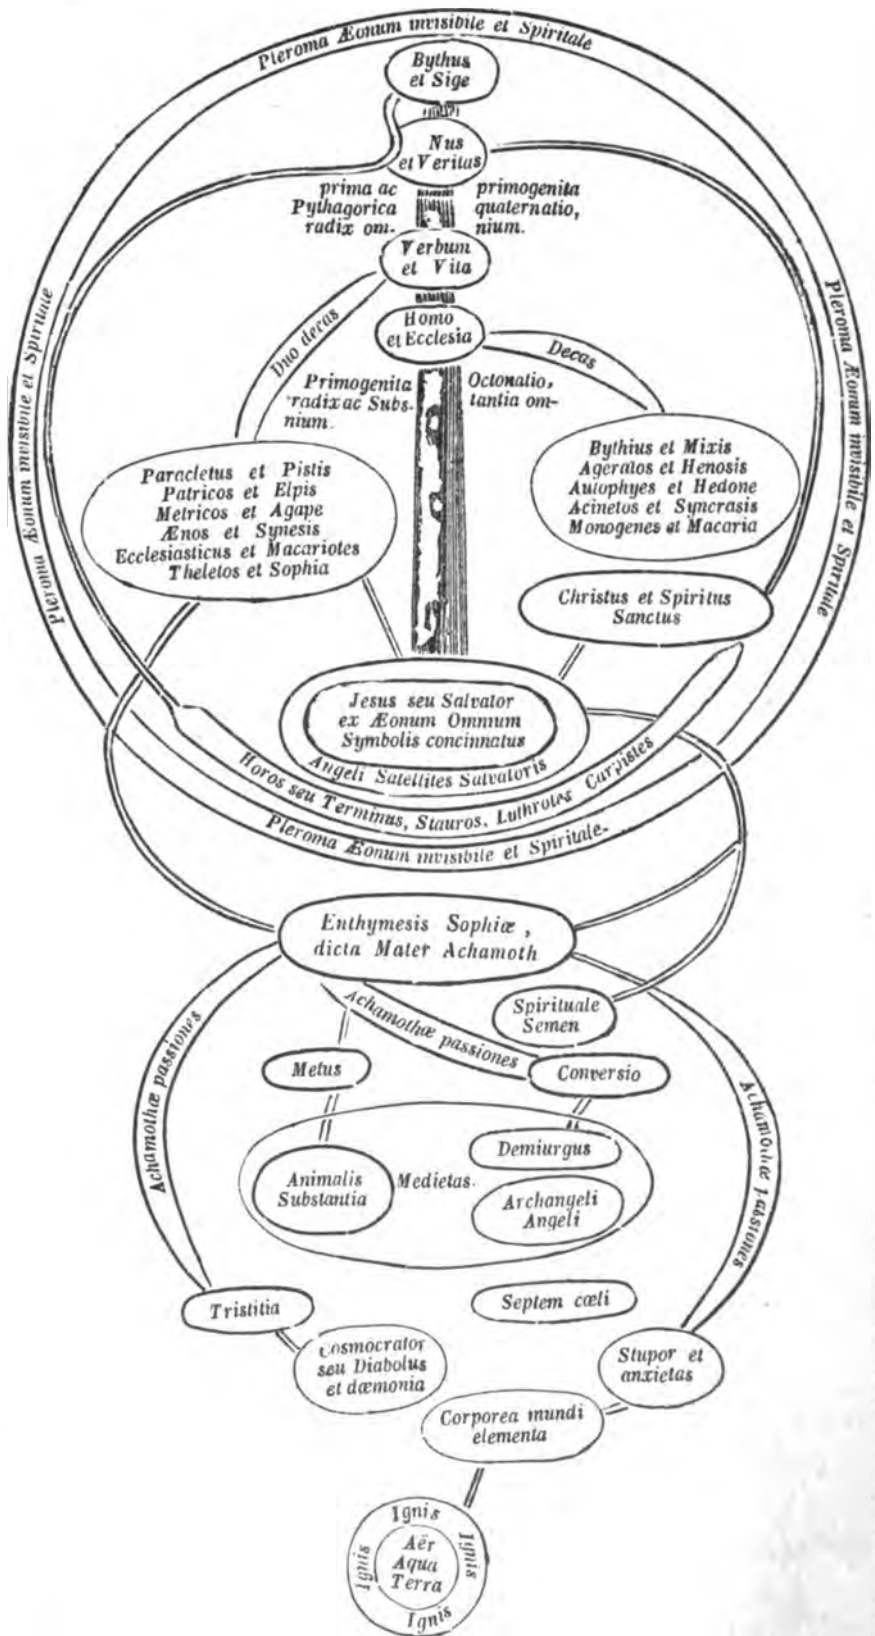 Pleroma Æonum invisibile et Spiritale
Bythus
et Sige
Nus
et Veritas
prima ac primogenita
Pythagorica quaternatio,
radix om- nium.
Verbum
et Vita
Homo
et Ecclesia
Duo decas
Decas
Primogenita Octonatio,
radix ac Subs- tantia om-
nium.
Pleroma Æonum invisibile et Spiritale
Pleroma Æonum invisibile et Spiritale
Paracletus et Pistis
Patricos et Elpis
Metricos et Agape
Ænos et Synesis
Ecclesiasticus et Macariotes
Theletos et Sophia
Bythius et Mixis
Ageratos et Henosis
Autophyes et Hedone
Acinetos et Syncrasis
Monogenes et Macaria
Christus et Spiritus
Sanctus
Jesus seu Salvator
ex Æonum Omnium
Symbolis concinnatus
Angeli Satellites Salvatoris
Horos seu Terminus, Stauros. Luthrotes Carpistes
Pleroma Æonum invisibile et Spiritale.
Enthymesis Sophiæ,
dicta Mater Achamoth
Achamothæ passiones
Achamothæ passiones
Achamothæ passiones
Spirituale
Semen
Metus
Conversio
Demiurgus
Animalis
Substantia
Medietas.
Archangeli
Angeli
Tristitia
Septem cœli
Cosmocrator
seu Diabolus
et dæmonia
Stupor et
anxietas
Corporea mundi
elementa
Ignis
Ignis
Aër
Aqua
Terra
Ignis
Ignis